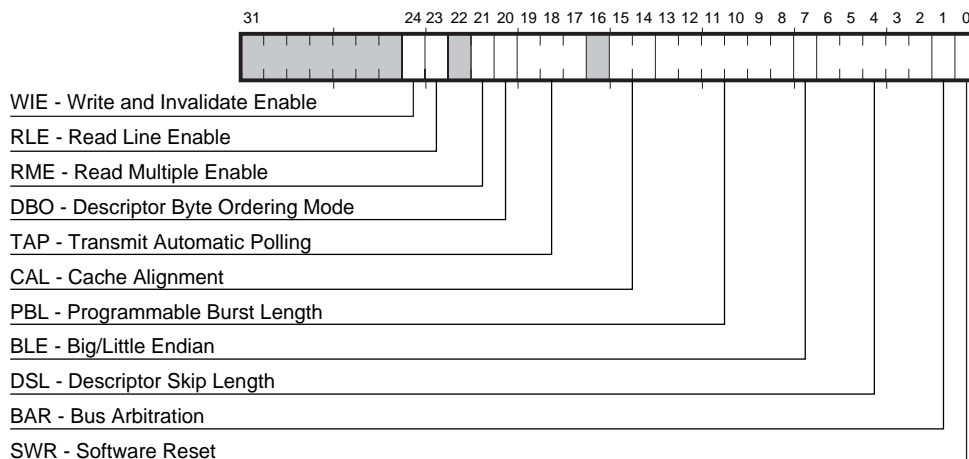 31 24 23 22 21 20 19 18 17 16 15 14 13 12 11 10 9 8 7 6 5 4 3 2 1 0
WIE - Write and Invalidate Enable
RLE - Read Line Enable
RME - Read Multiple Enable
DBO - Descriptor Byte Ordering Mode
TAP - Transmit Automatic Polling
CAL - Cache Alignment
PBL - Programmable Burst Length
BLE - Big/Little Endian
DSL - Descriptor Skip Length
BAR - Bus Arbitration
SWR - Software Reset